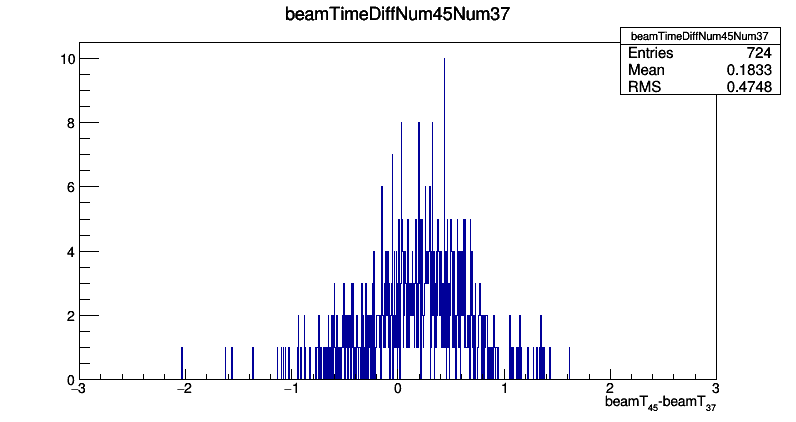 beamTimeDiffNum45Num37
beamTimeDiffNum45Num37
Entries 724
Mean 0.1833
RMS 0.4748
10
8
6
4
2
0
−3 −2 −1 0 1 2 3
beamT45-beamT37